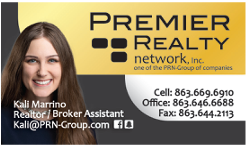 PREMIER
REALTY
network, inc.
one of the PRN-Group of companies
Kali Marrino
Realtor / Broker Assistant
Kali@PRN-Group.com
Cell: 863.669.6910
Office: 863.646.6688
Fax: 863.644.2113